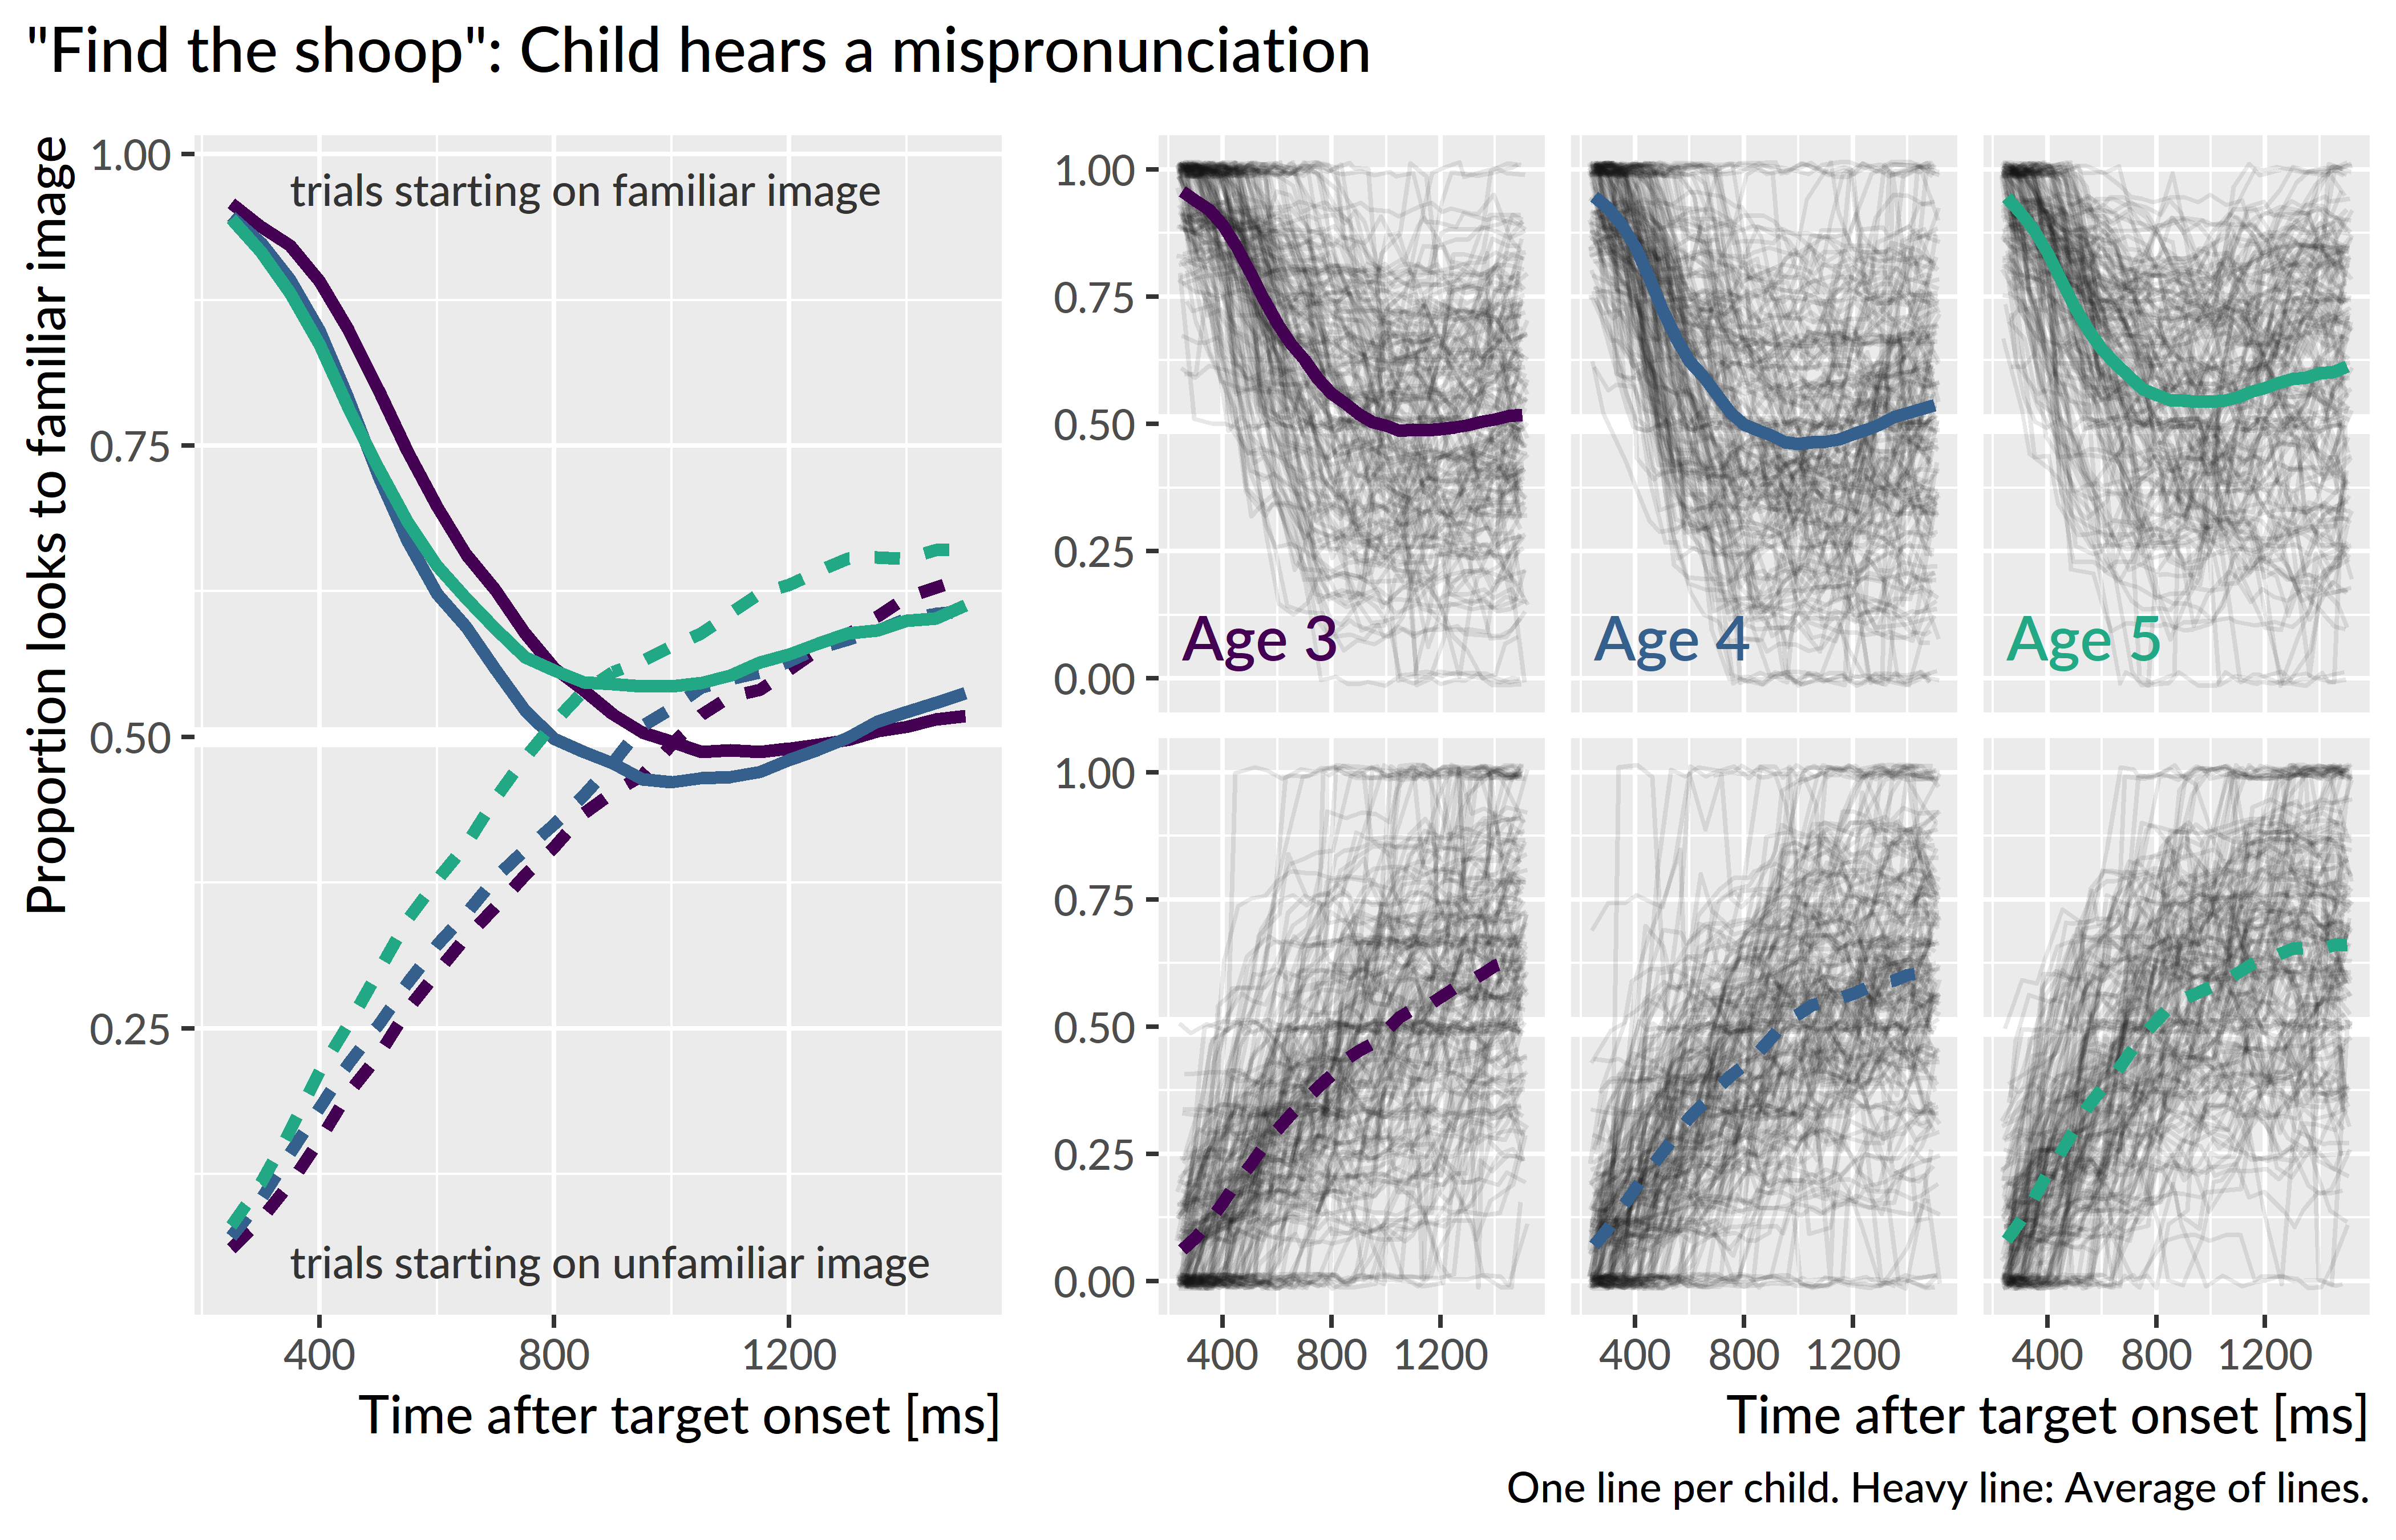 "Find the shoop": Child hears a mispronunciation
Proportion looks to familiar image
1.00
0.75
0.50
0.25
trials starting on familiar image
trials starting on unfamiliar image
400 800 1200
Time after target onset [ms]
1.00
0.75
0.50
0.25
0.00
Age 3 Age 4 Age 5
1.00
0.75
0.50
0.25
0.00
400 800 1200 400 800 1200 400 800 1200
Time after target onset [ms]
One line per child. Heavy line: Average of lines.